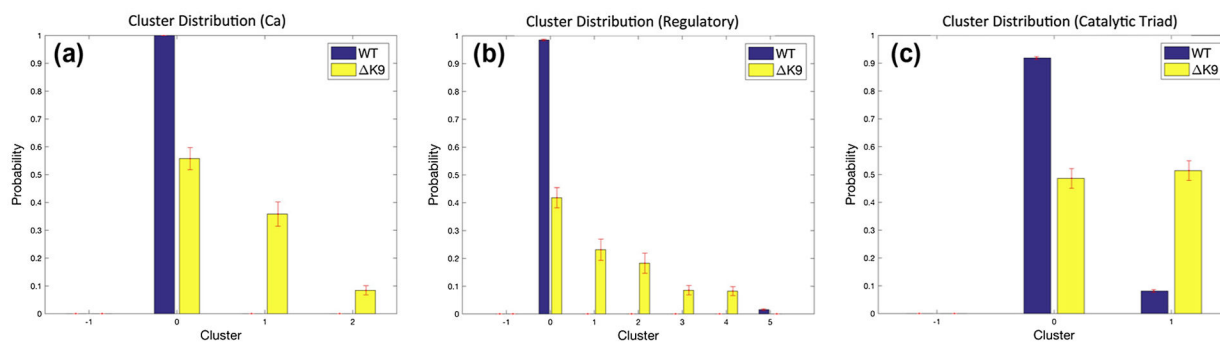 Cluster Distribution (Ca)
(a)
WT
ΔK9
Probability
1
0.9
0.8
0.7
0.6
0.5
0.4
0.3
0.2
0.1
0
-1 0 1 2
Cluster
Cluster Distribution (Regulatory)
(b)
WT
ΔK9
Probability
1
0.9
0.8
0.7
0.6
0.5
0.4
0.3
0.2
0.1
0
-1 0 1 2 3 4 5
Cluster
Cluster Distribution (Catalytic Triad)
(c)
WT
ΔK9
Probability
1
0.9
0.8
0.7
0.6
0.5
0.4
0.3
0.2
0.1
0
-1 0 1
Cluster